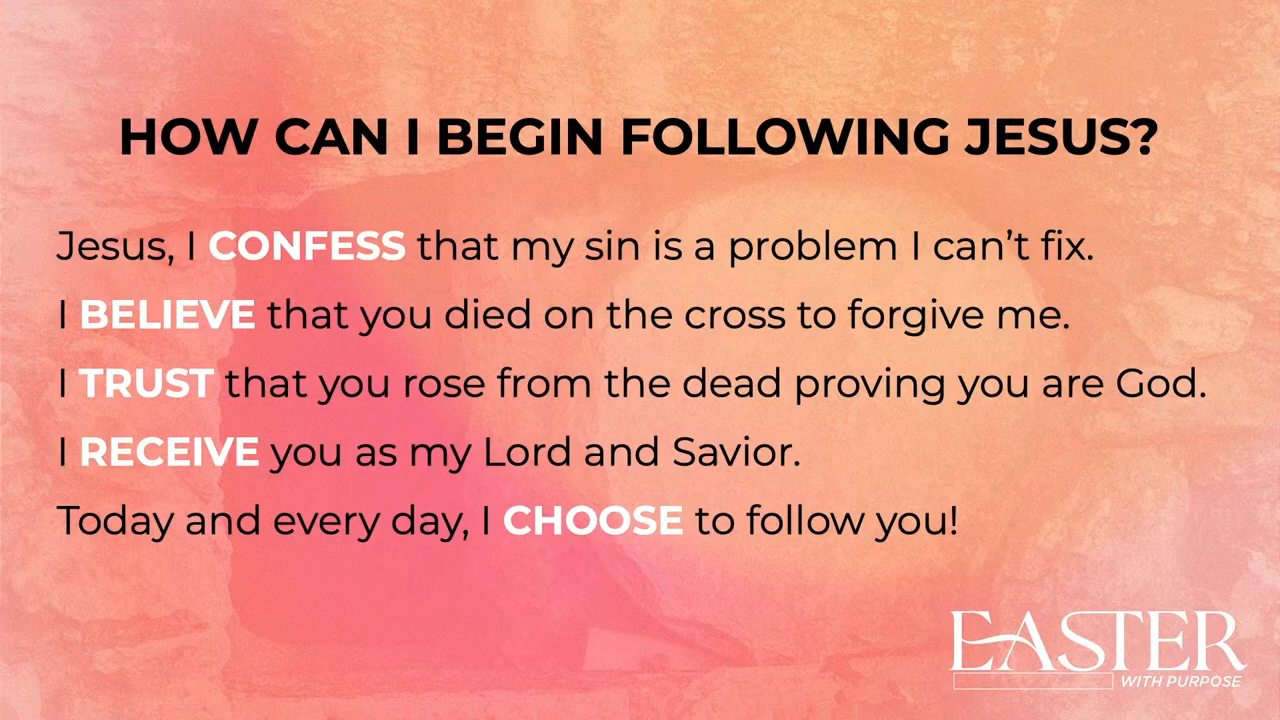 HOW CAN I BEGIN FOLLOWING JESUS?
Jesus, I CONFESS that my sin is a problem I can’t fix.
I BELIEVE that you died on the cross to forgive me.
I TRUST that you rose from the dead proving you are God.
I RECEIVE you as my Lord and Savior.
Today and every day, I CHOOSE to follow you!
EASTER
WITH PURPOSE